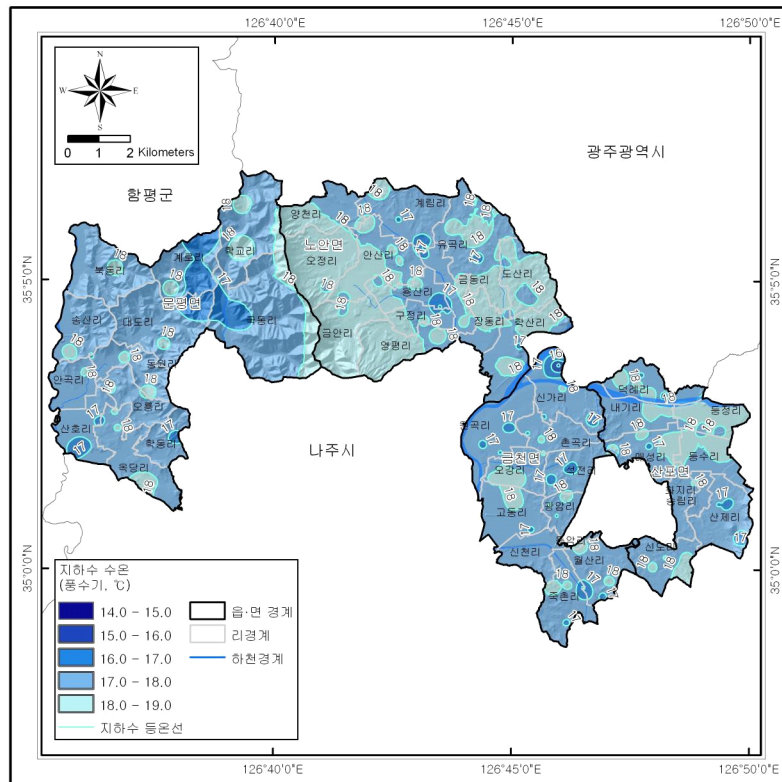 126°40'0"E 126°45'0"E 126°50'0"E
N
W E
S
0 1 2 Kilometers
광주광역시
함평군
35°5'0"N 35°5'0"N
35°0'0"N 35°0'0"N
나주시
계림리
양천리
노안면
오정리
안산리
유곡리
금동리
도산리
학교리
계로리
북동리
문평면
용산리
구정리
장동리
학산리
송산리
대도리
국동리
금안리
영평리
동원리
안곡리
오룡리
산호리
학동리
옥당리
신가리
덕례리
내기리
등정리
원곡리
촌곡리
금천면
오강리
석전리
매성리
산포면
등수리
화지리
고동리
광암리
산제리
신천리
월산리
신도리
죽촌리
18
17
16
지하수 수온
(풍수기, ℃)
14.0 - 15.0
15.0 - 16.0
16.0 - 17.0
17.0 - 18.0
18.0 - 19.0
지하수 등온선
읍·면 경계
리경계
하천경계
126°40'0"E 126°45'0"E 126°50'0"E